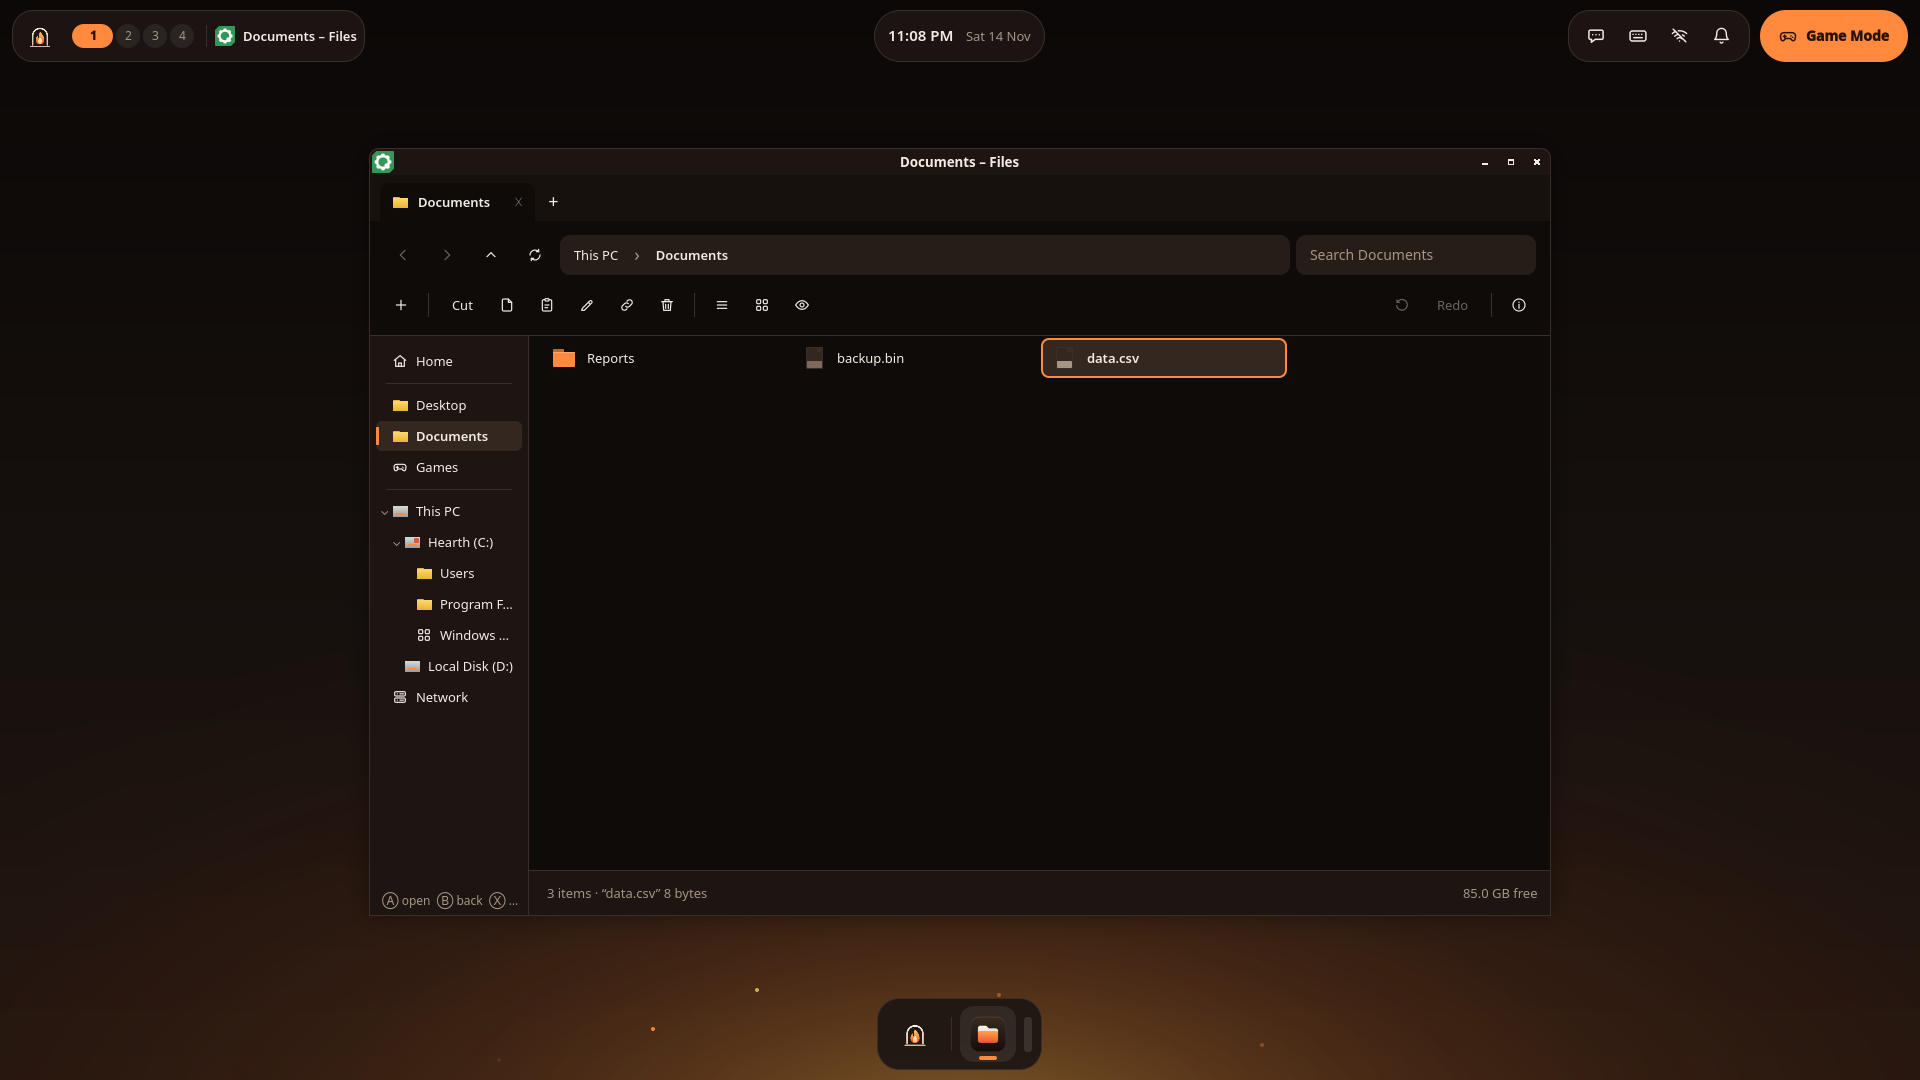 1 2 3 4 Documents – Files
11:08 PM Sat 14 Nov
Game Mode
Documents – Files
Documents X +
This PC › Documents
Search Documents
Cut
Redo
Home
Desktop
Documents
Games
This PC
Hearth (C:)
Users
Program F...
Windows ...
Local Disk (D:)
Network
A open B back X ...
Reports
backup.bin
data.csv
3 items · “data.csv” 8 bytes
85.0 GB free